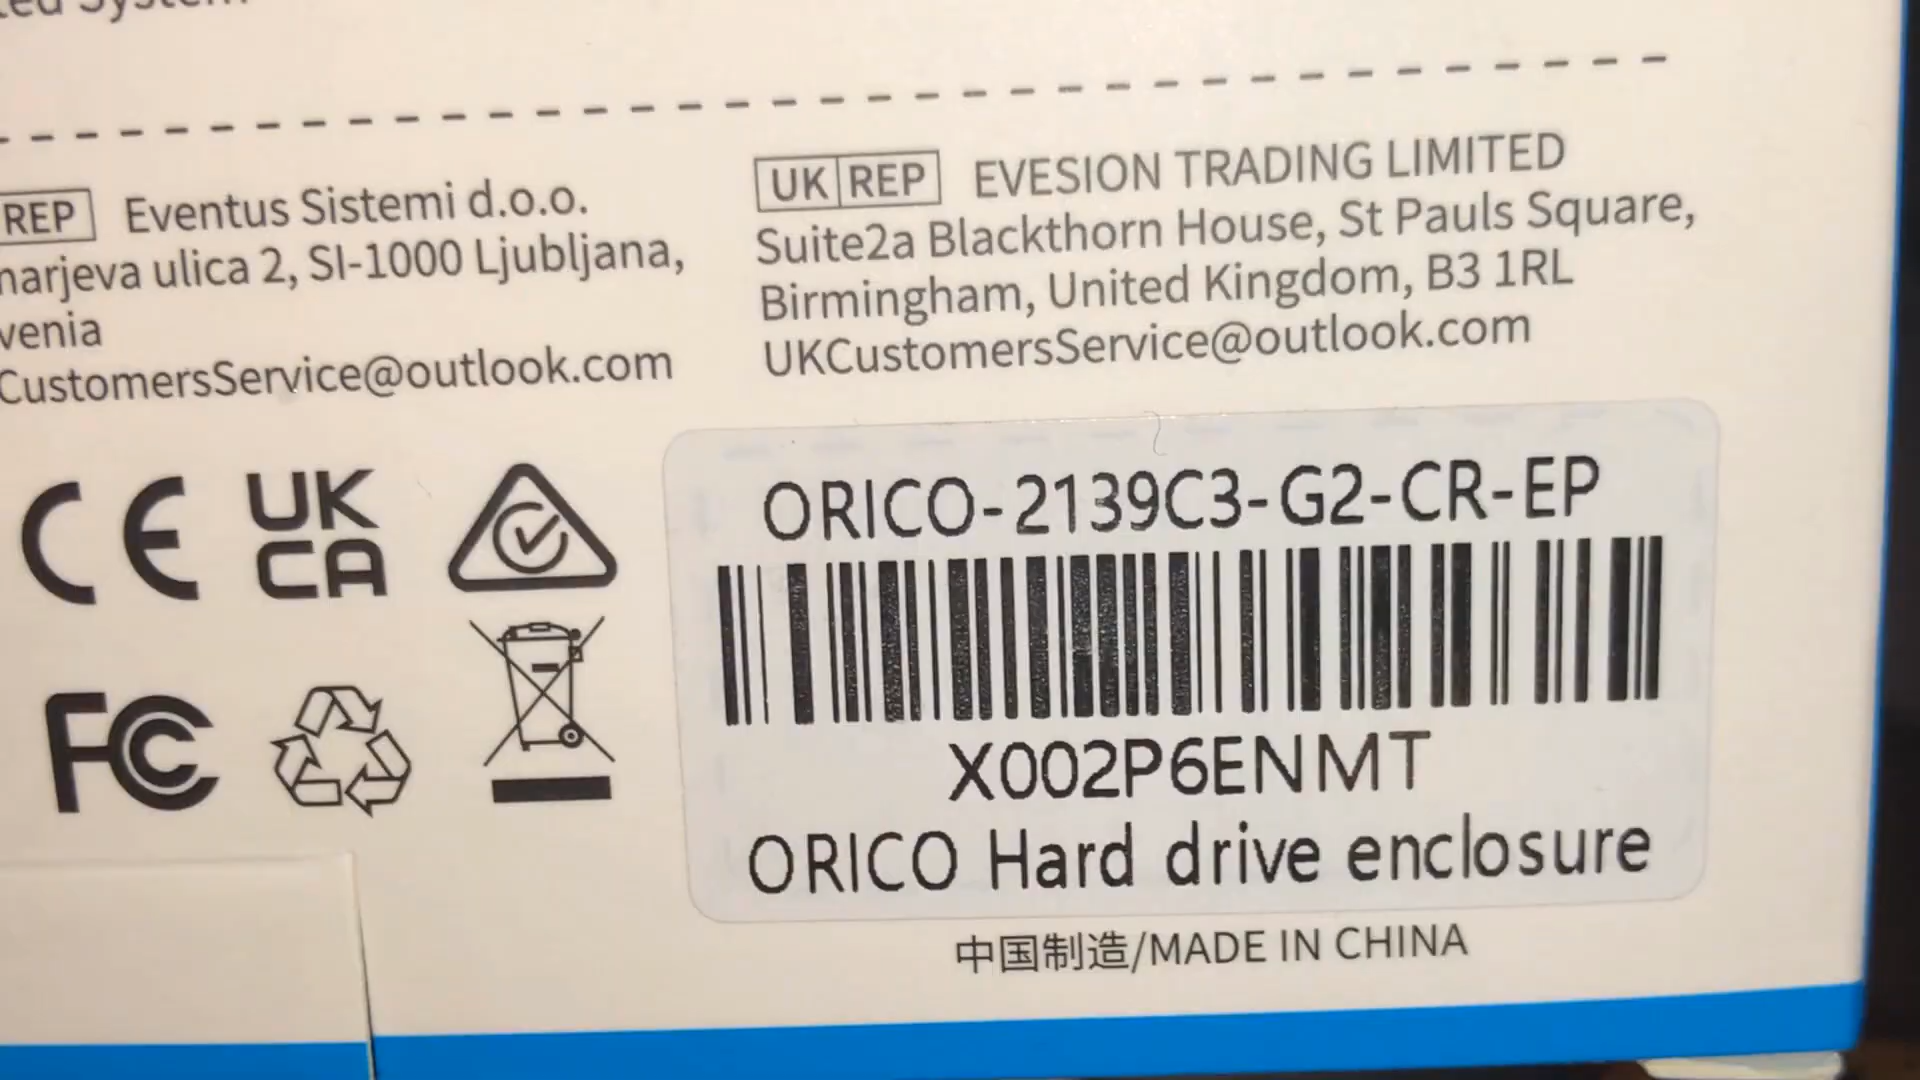 REP Eventus Sistemi d.o.o.
ulica 2, SI-1000 Ljubljana,
CustomersService@outlook.com
UK REP EVESION TRADING LIMITED
Suite2a Blackthorn House, St Pauls Square,
Birmingham, United Kingdom, B3 1RL
UKCustomersService@outlook.com
CE
UK
CA
FC
ORICO-2139C3-G2-CR-EP
X002P6ENMT
ORICO Hard drive enclosure
中国制造/MADE IN CHINA